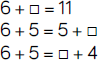 6 + □ = 11
6 + 5 = 5 + □
6 + 5 = □ + 4